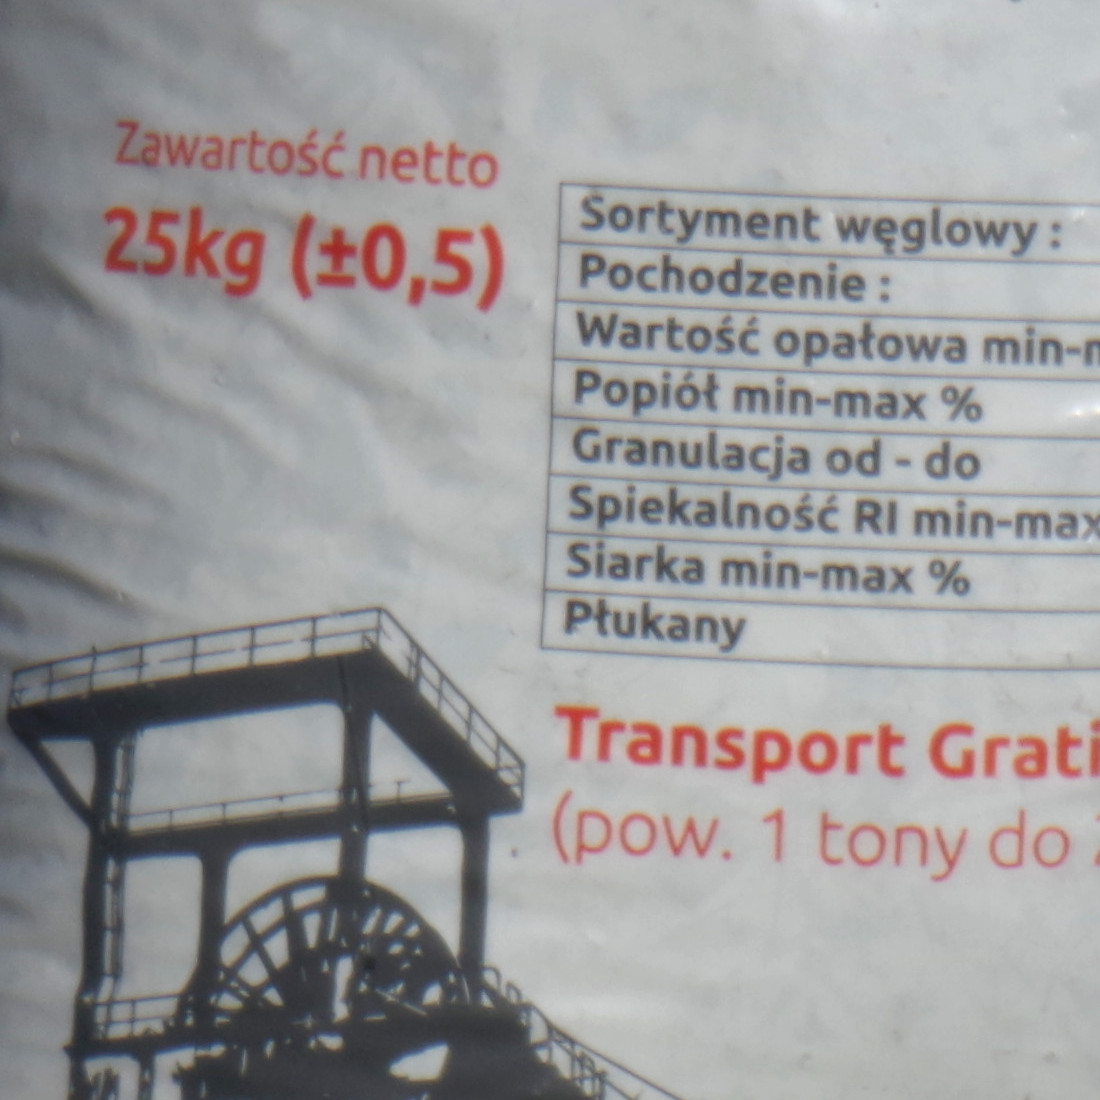 Zawartość netto
25kg (±0,5)
Sortyment węglowy :
Pochodzenie :
Wartość opałowa min-m
Popiół min-max %
Granulacja od - do
Spiekalność RI min-max
Siarka min-max %
Płukany
Transport Grati
(pow. 1 tony do